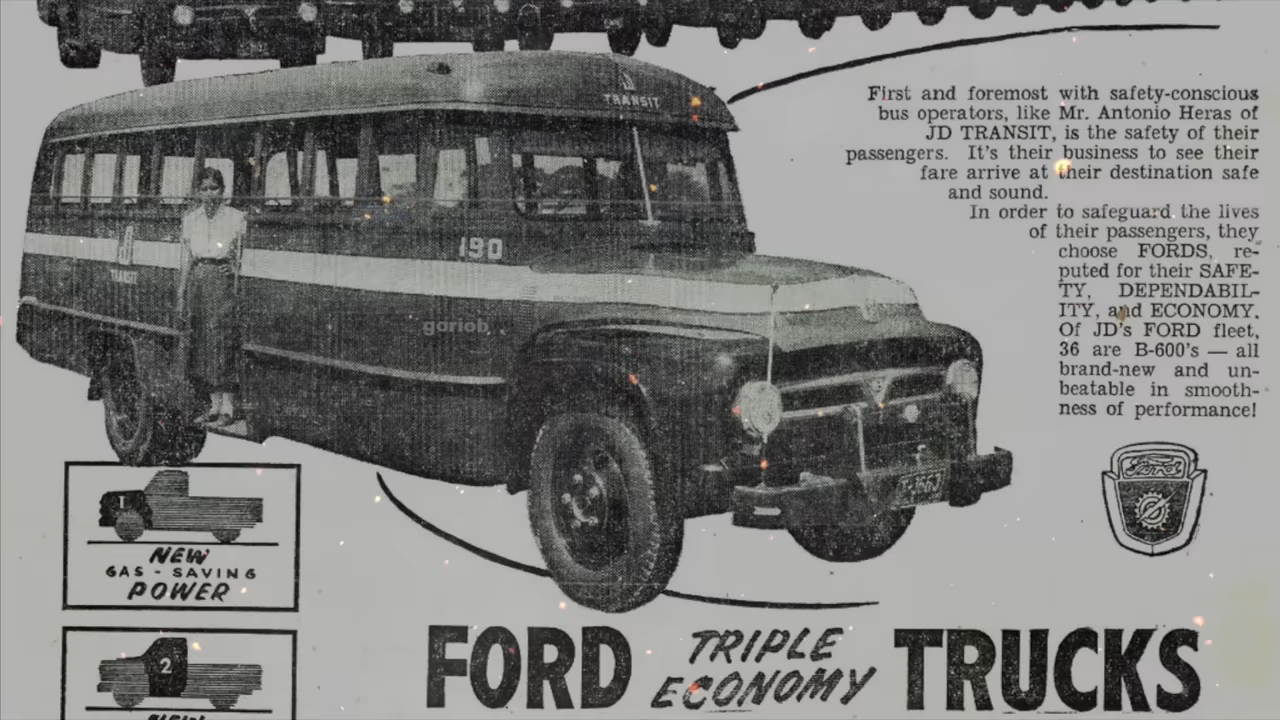 TRANSIT
First and foremost with safety-conscious
bus operators, like Mr. Antonio Heras of
JD TRANSIT, is the safety of their
passengers. It's their business to see their
fare arrive at their destination safe
and sound.
In order to safeguard the lives
of their passengers, they
choose FORDS, re-
puted for their SAFE-
TY, DEPENDABIL-
ITY, and ECONOMY.
Of JD's FORD fleet,
36 are B-600's — all
brand-new and un-
beatable in smooth-
ness of performance!
190
TRANSIT
gariob
Ford
1
NEW
GAS - SAVING
POWER
2
FORD TRIPLE ECONOMY TRUCKS